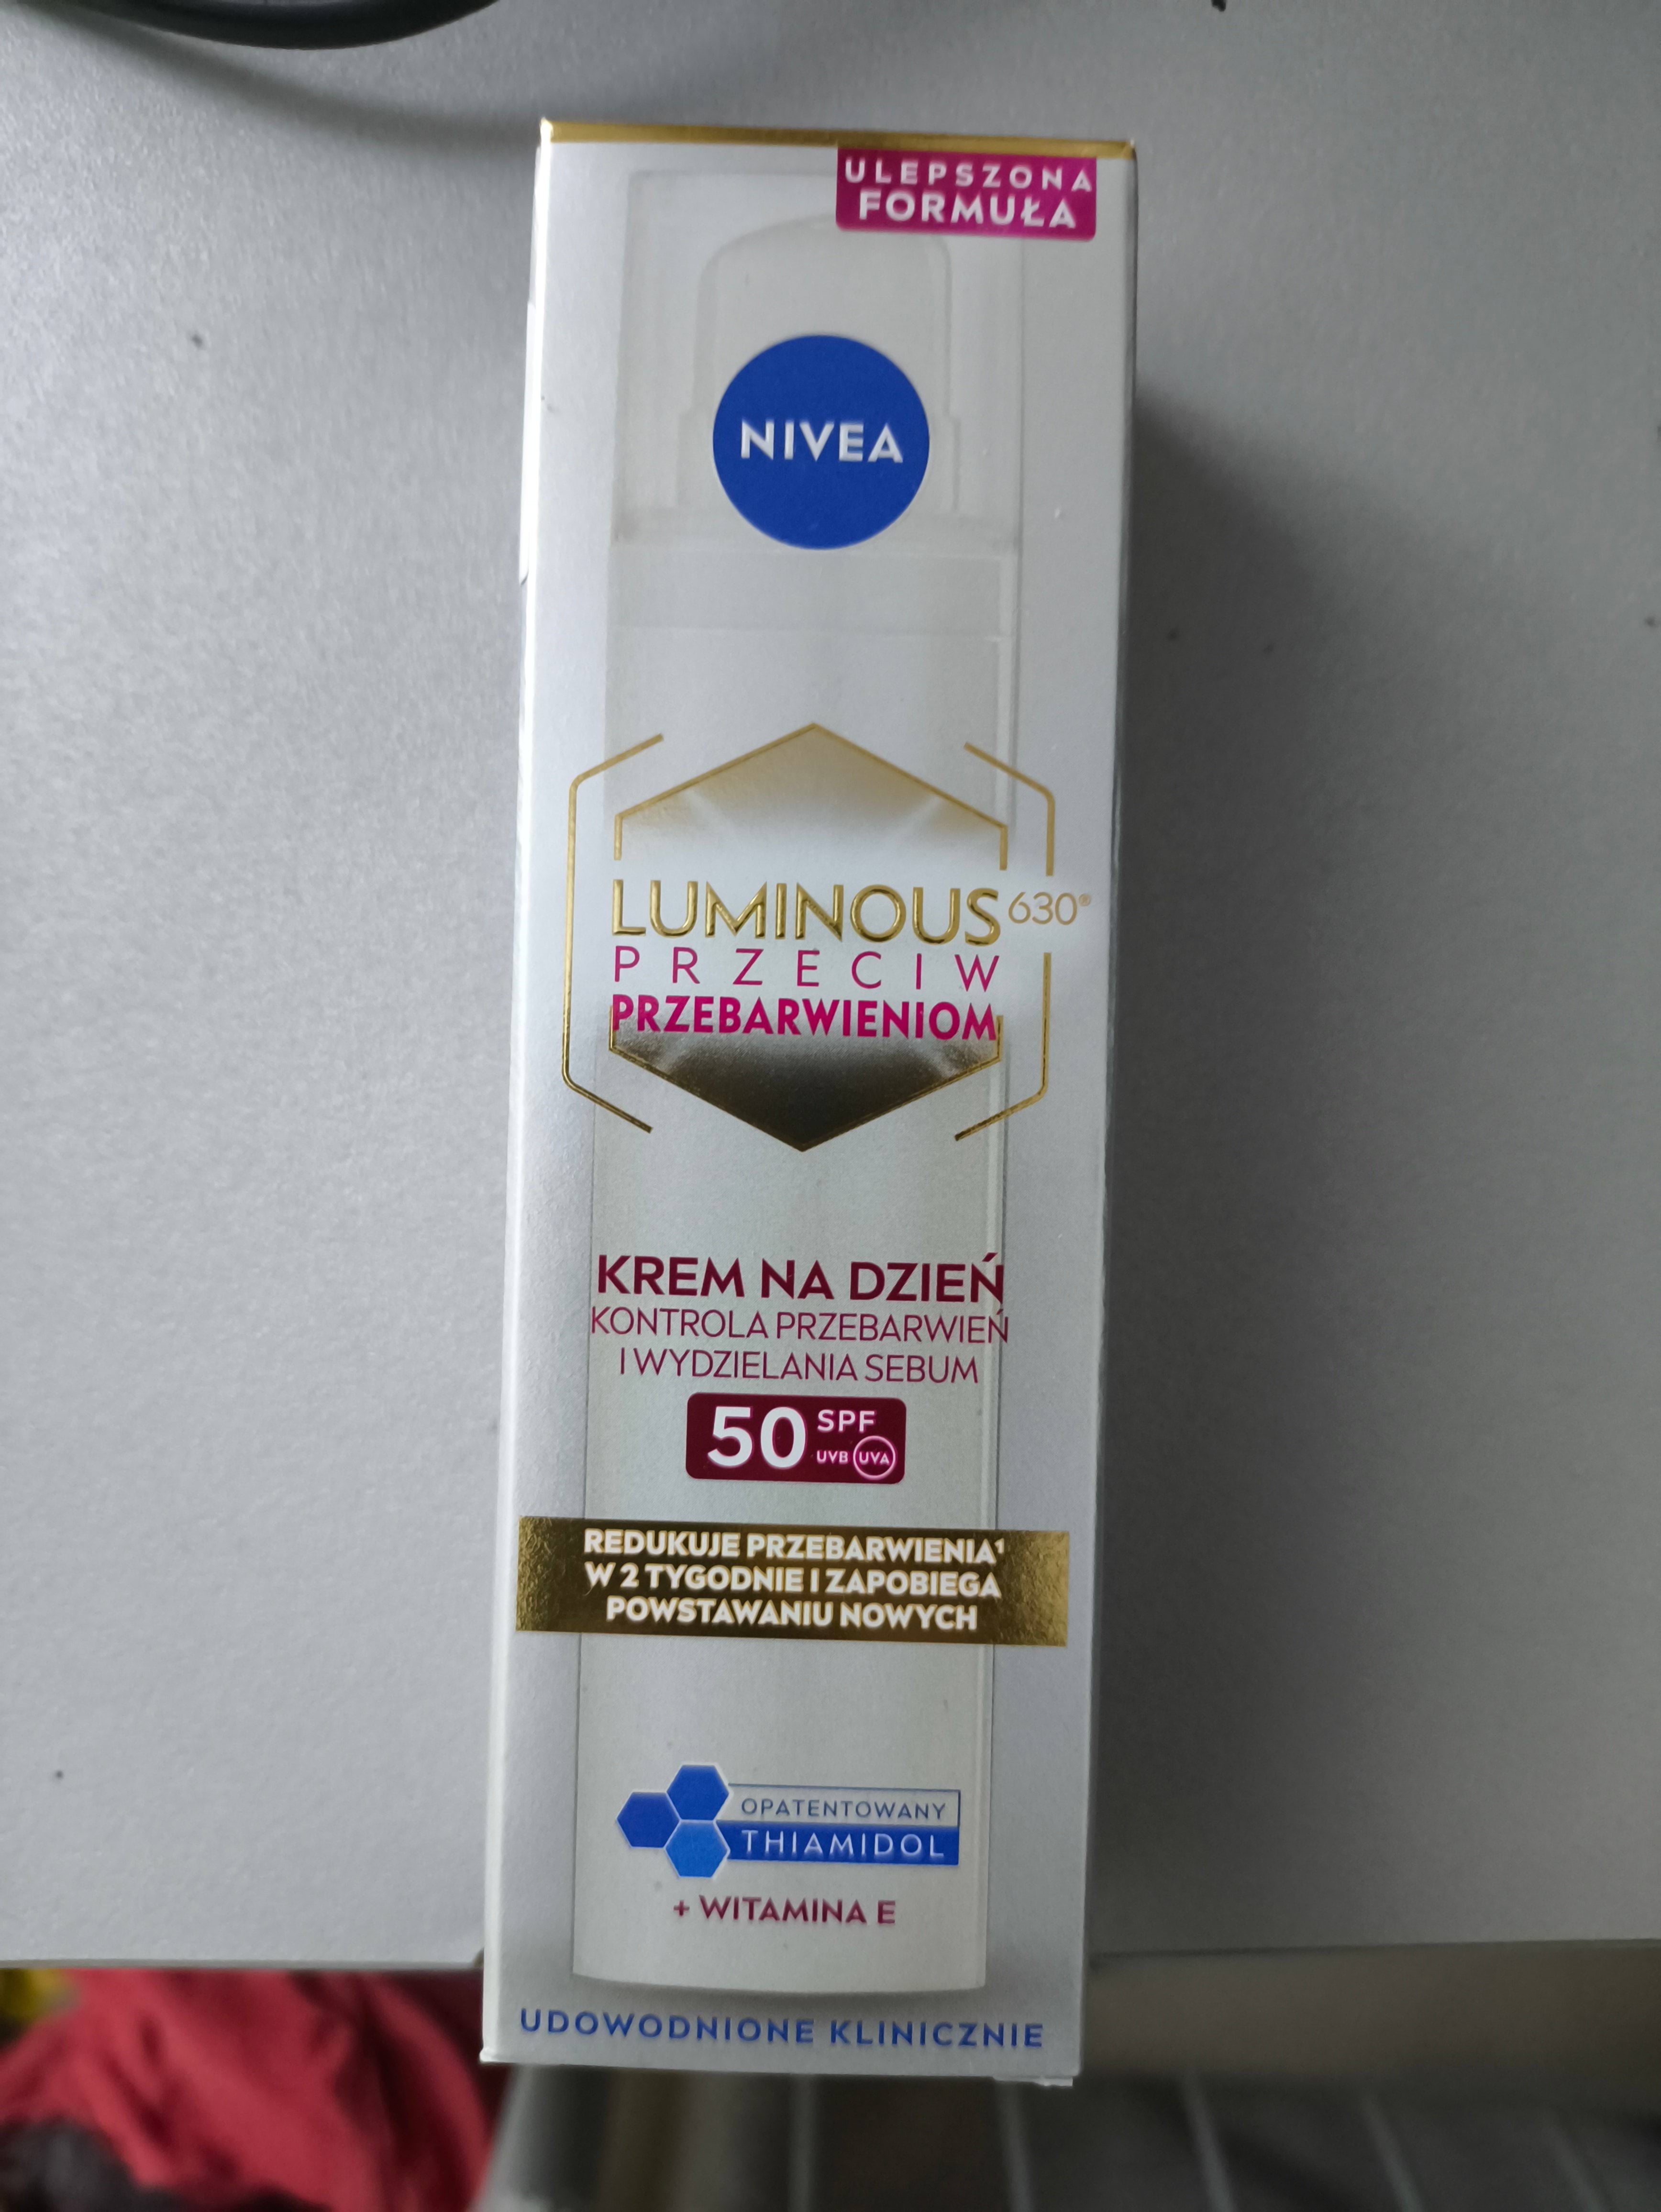 ULEPSZONA
FORMUŁA
NIVEA
LUMINOUS630®
PRZECIW
PRZEBARWIENIOM
KREM NA DZIEŃ
KONTROLA PRZEBARWIEŃ
I WYDZIELANIA SEBUM
50 SPF
UVB UVA
REDUKUJE PRZEBARWIENIA¹
W 2 TYGODNIE I ZAPOBIEGA
POWSTAWANIU NOWYCH
OPATENTOWANY
THIAMIDOL
+ WITAMINA E
UDOWODNIONE KLINICZNIE